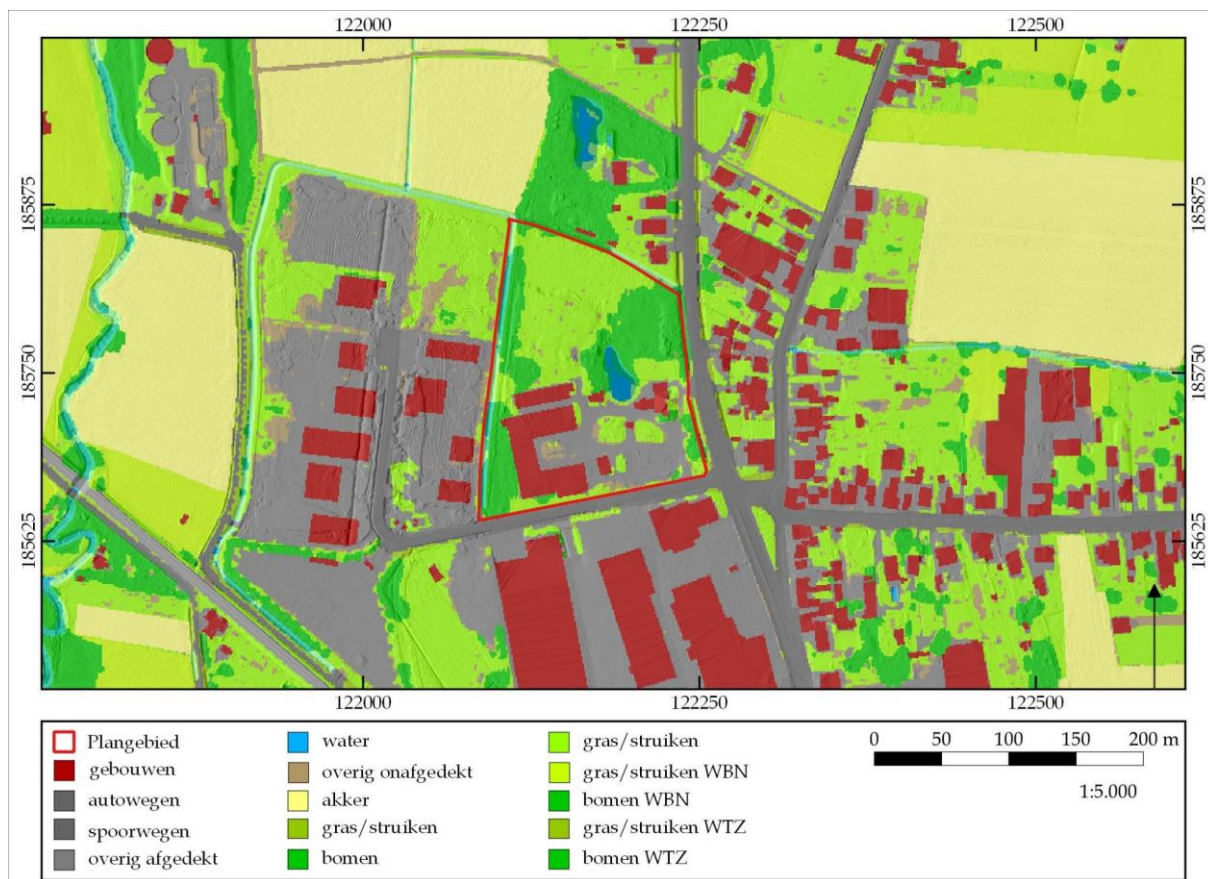 122000 122250 122500
185875 185875
185750 185750
185625 185625
122000 122250 122500
Plangebied
gebouwen
autowegen
spoorwegen
overig afgedekt
water
overig onafgedekt
akker
gras/struiken
bomen
gras/struiken
gras/struiken WBN
bomen WBN
gras/struiken WTZ
bomen WTZ
0 50 100 150 200 m
1:5.000